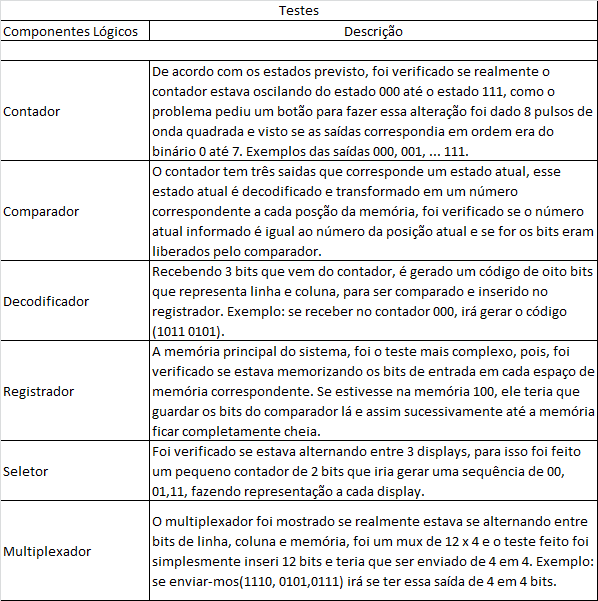 Testes
Componentes Lógicos
Descrição
Contador
De acordo com os estados previsto, foi verificado se realmente o
contador estava oscilando do estado 000 até o estado 111, como o
problema pediu um botão para fazer essa alteração foi dado 8 pulsos de
onda quadrada e visto se as saídas correspondia em ordem era do
binário 0 até 7. Exemplos das saídas 000, 001, ... 111.
Comparador
O contador tem três saidas que corresponde um estado atual, esse
estado atual é decodificado e transformado em um número
correspondente a cada posção da memória, foi verificado se o número
atual informado é igual ao número da posição atual e se for os bits eram
liberados pelo comparador.
Decodificador
Recebendo 3 bits que vem do contador, é gerado um código de oito bits
que representa linha e coluna, para ser comparado e inserido no
registrador. Exemplo: se receber no contador 000, irá gerar o código
(1011 0101).
Registrador
A memória principal do sistema, foi o teste mais complexo, pois, foi
verificado se estava memorizando os bits de entrada em cada espaço de
memória correspondente. Se estivesse na memória 100, ele teria que
guardar os bits do comparador lá e assim sucessivamente até a memória
ficar completamente cheia.
Seletor
Foi verificado se estava alternando entre 3 displays, para isso foi feito
um pequeno contador de 2 bits que iria gerar uma sequência de 00,
01,11, fazendo representação a cada display.
Multiplexador
O multiplexador foi mostrado se realmente estava se alternando entre
bits de linha, coluna e memória, foi um mux de 12 x 4 e o teste feito foi
simplesmente inseri 12 bits e teria que ser enviado de 4 em 4. Exemplo:
se enviar-mos(1110, 0101,0111) irá se ter essa saída de 4 em 4 bits.